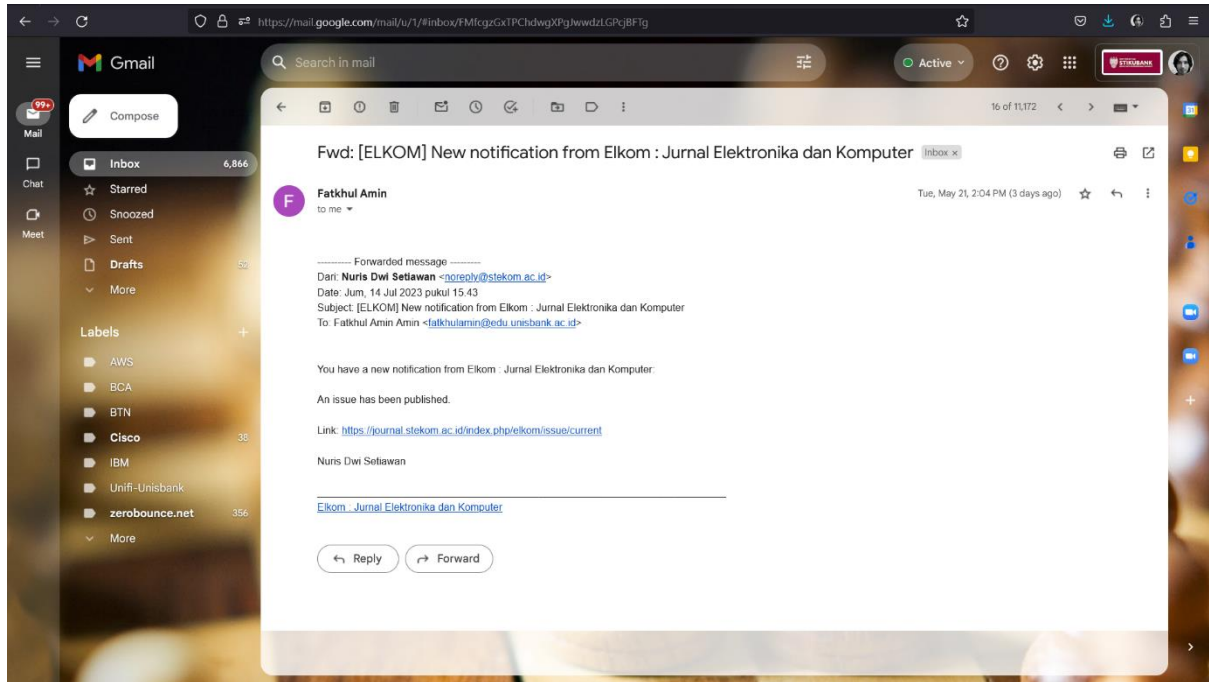 https://mail.google.com/mail/u/1/#inbox/FMfcgzGxTPChdwgXPgJwwdzLGPcjBFTg
Gmail
Search in mail
Active
STIKUBANK
99+
Mail
Chat
Meet
Compose
Inbox 6,866
Starred
Snoozed
Sent
Drafts 52
More
Labels
AWS
BCA
BTN
Cisco 38
IBM
Unifi-Unisbank
zerobounce.net 356
More
16 of 11,172
Fwd: [ELKOM] New notification from Elkom : Jurnal Elektronika dan Komputer Inbox x
F
Fatkhul Amin Tue, May 21, 2:04 PM (3 days ago)
to me
---------- Forwarded message ---------
Dari: Nuris Dwi Setiawan <noreply@stekom.ac.id>
Date: Jum, 14 Jul 2023 pukul 15.43
Subject: [ELKOM] New notification from Elkom : Jurnal Elektronika dan Komputer
To: Fatkhul Amin Amin <fatkhulamin@edu.unisbank.ac.id>
You have a new notification from Elkom : Jurnal Elektronika dan Komputer:
An issue has been published.
Link: https://journal.stekom.ac.id/index.php/elkom/issue/current
Nuris Dwi Setiawan
Elkom : Jurnal Elektronika dan Komputer
Reply
Forward
31